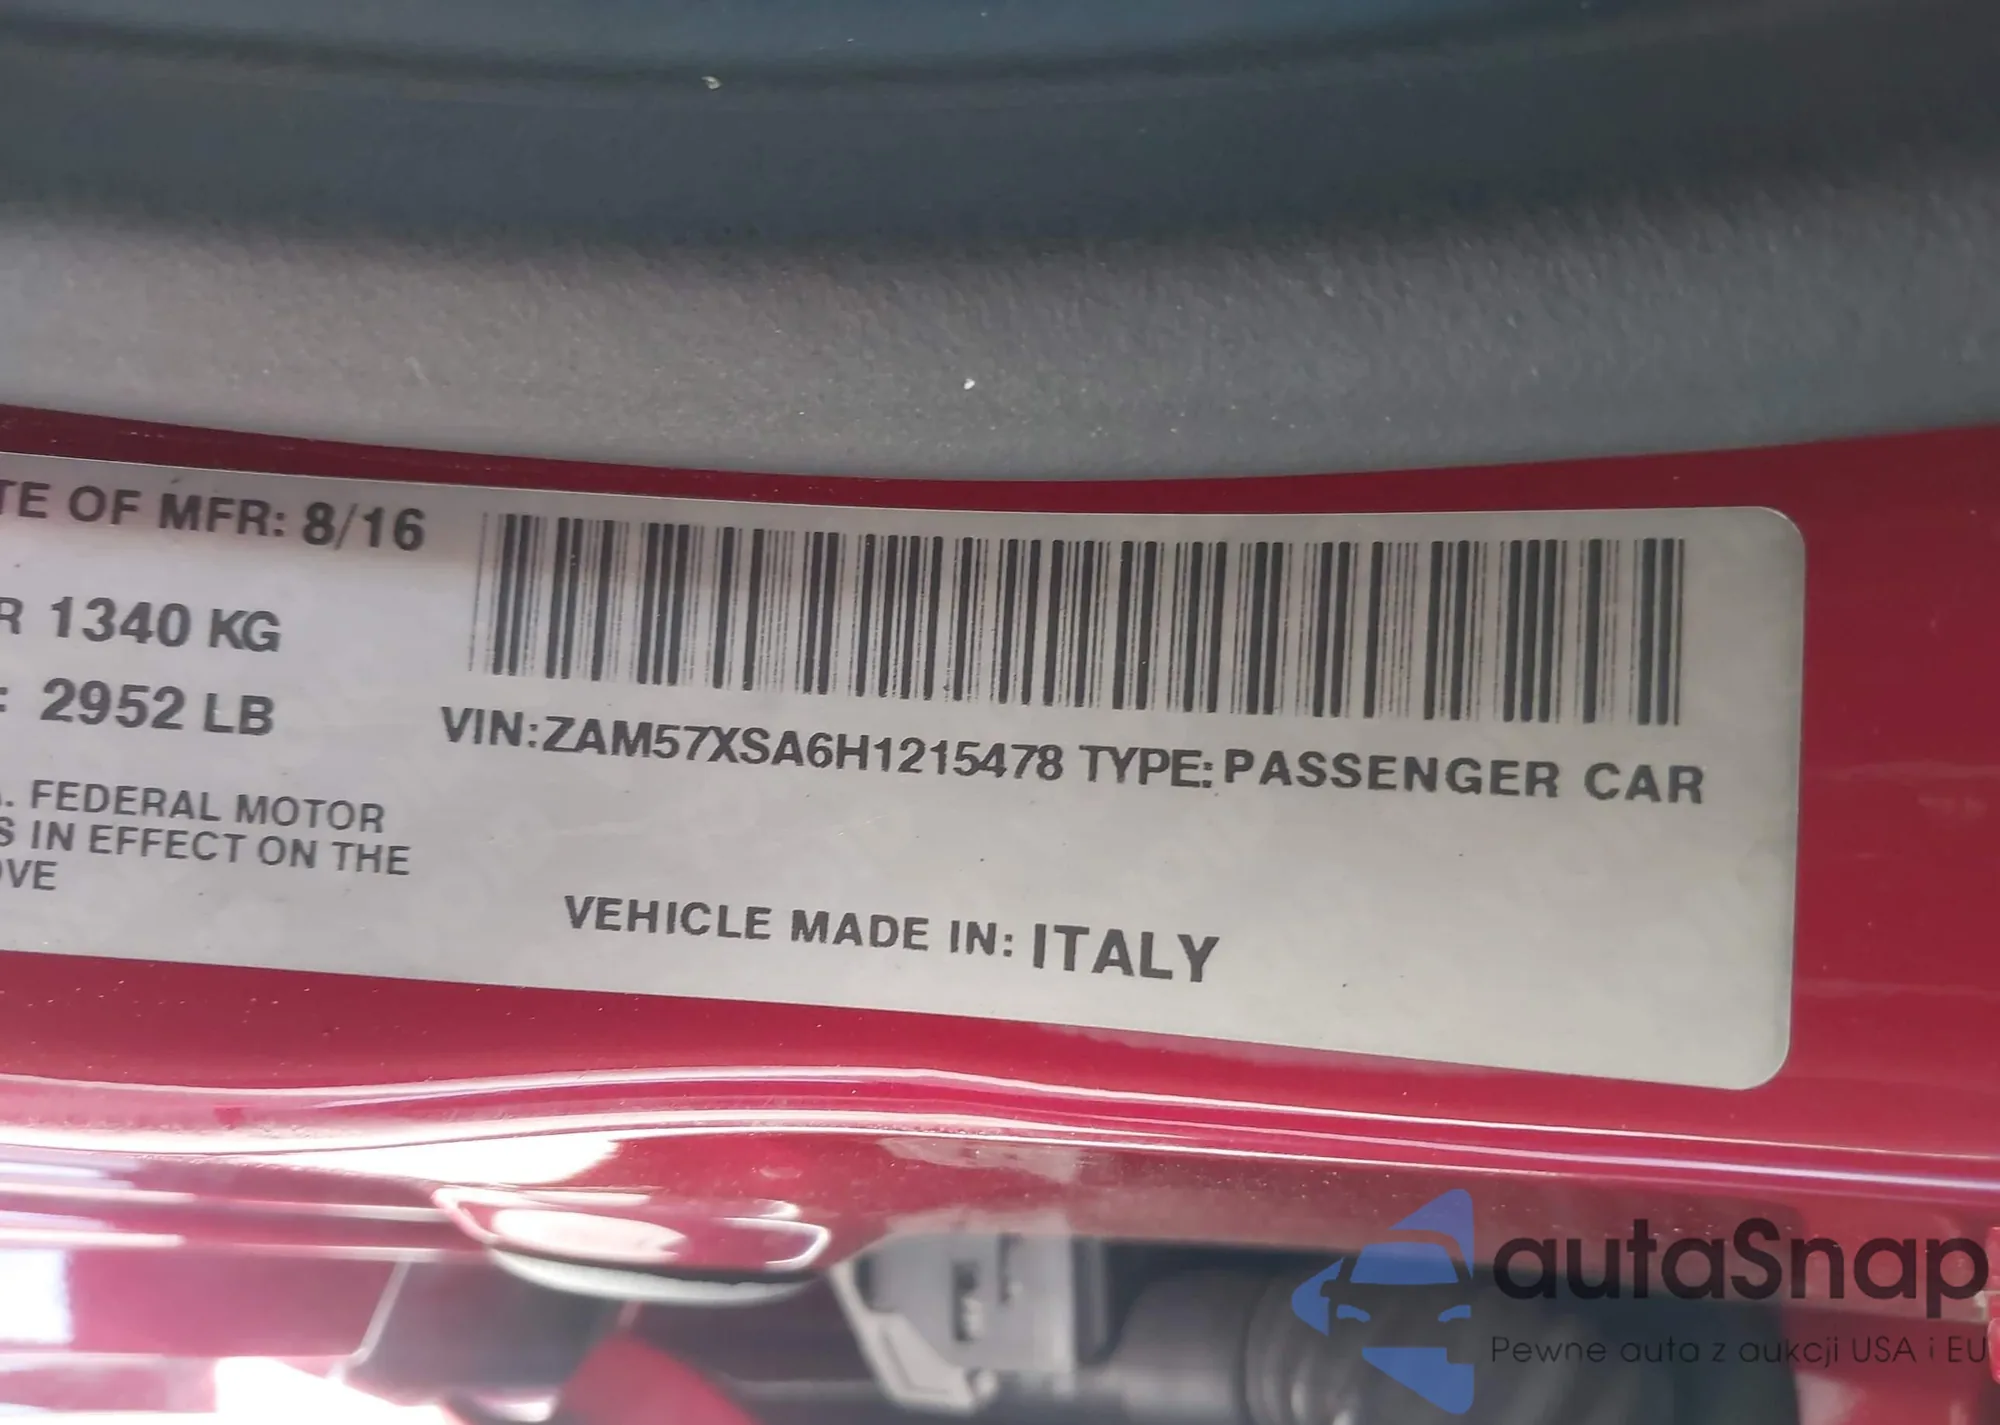 TE OF MFR: 8/16
R 1340 KG
: 2952 LB
VIN:ZAM57XSA6H1215478 TYPE:PASSENGER CAR
. FEDERAL MOTOR
S IN EFFECT ON THE
OVE
VEHICLE MADE IN: ITALY
autaSnap
Pewne auta z aukcji USA i EU